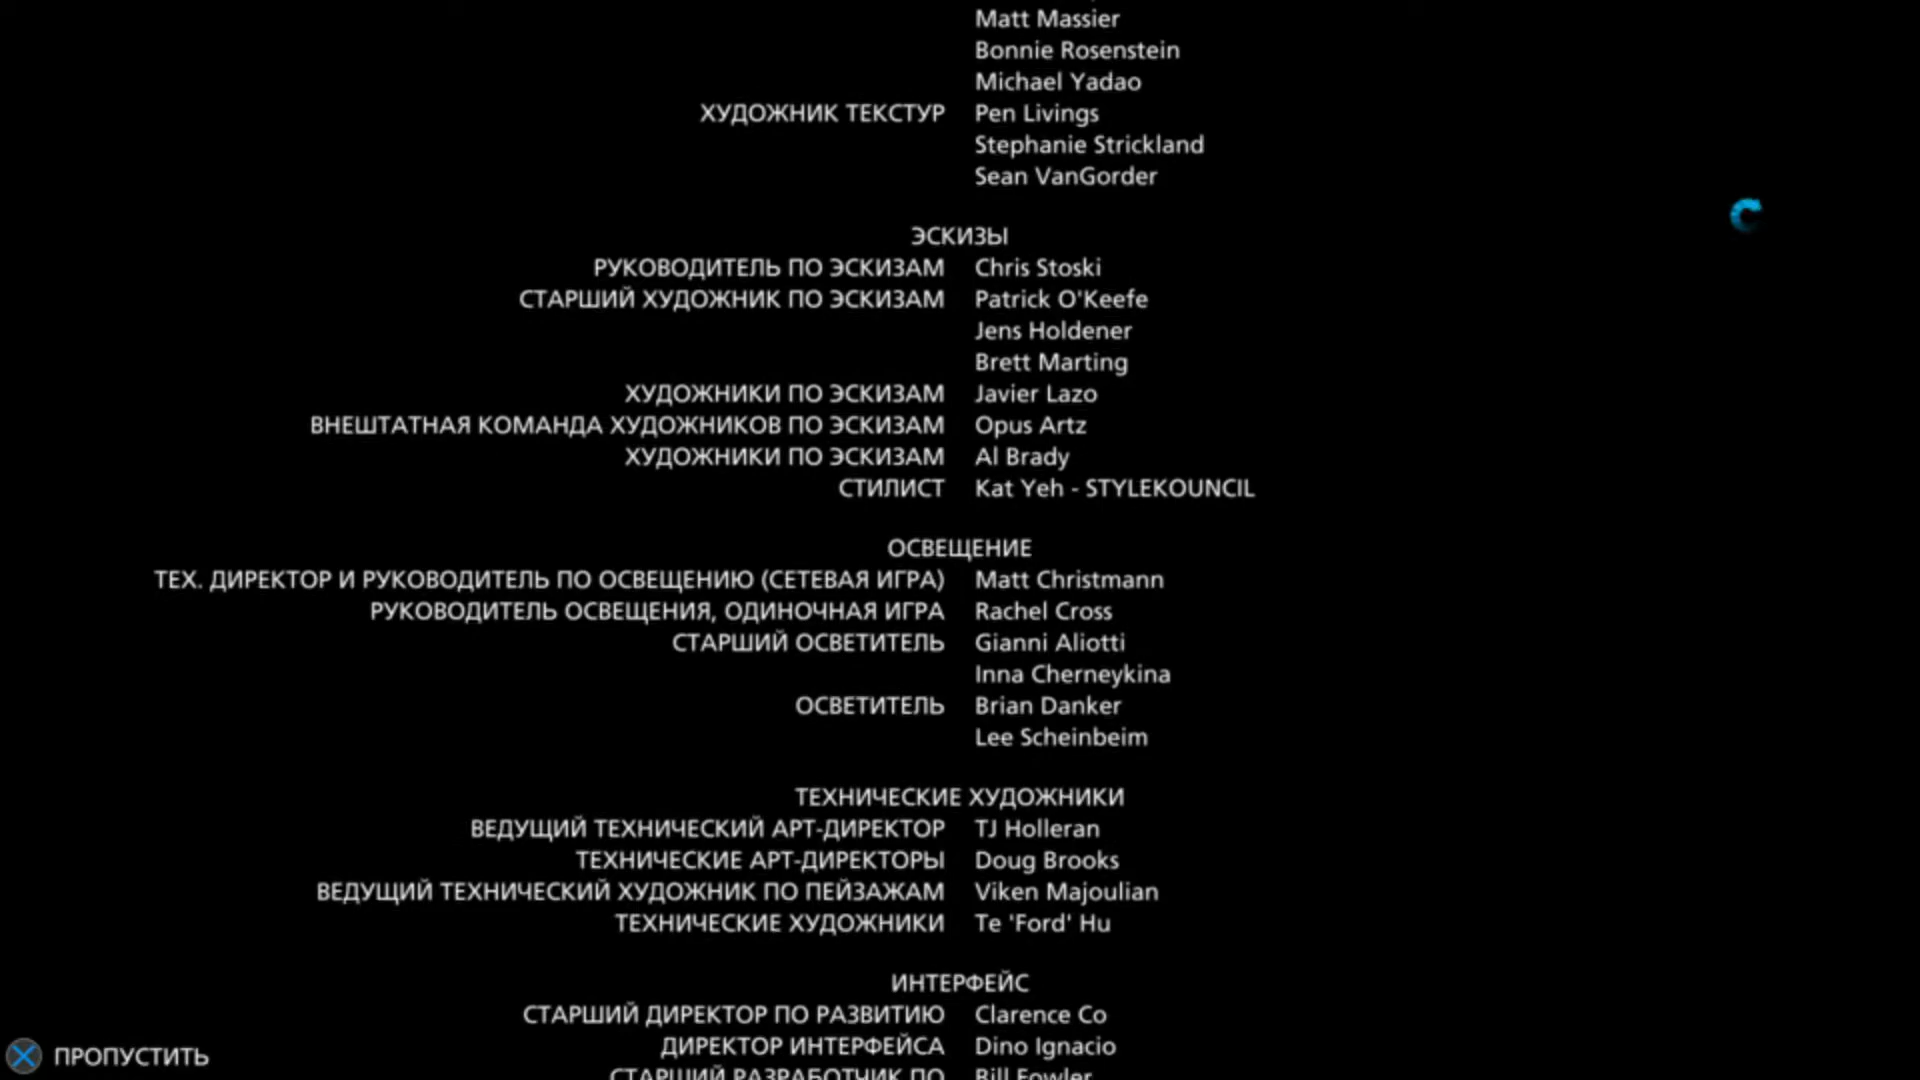 Matt Massier
Bonnie Rosenstein
Michael Yadao
ХУДОЖНИК ТЕКСТУР Pen Livings
Stephanie Strickland
Sean VanGorder
ЭСКИЗЫ
РУКОВОДИТЕЛЬ ПО ЭСКИЗАМ Chris Stoski
СТАРШИЙ ХУДОЖНИК ПО ЭСКИЗАМ Patrick O'Keefe
Jens Holdener
Brett Marting
ХУДОЖНИКИ ПО ЭСКИЗАМ Javier Lazo
ВНЕШТАТНАЯ КОМАНДА ХУДОЖНИКОВ ПО ЭСКИЗАМ Opus Artz
ХУДОЖНИКИ ПО ЭСКИЗАМ Al Brady
СТИЛИСТ Kat Yeh - STYLEKOUNCIL
ОСВЕЩЕНИЕ
ТЕХ. ДИРЕКТОР И РУКОВОДИТЕЛЬ ПО ОСВЕЩЕНИЮ (СЕТЕВАЯ ИГРА) Matt Christmann
РУКОВОДИТЕЛЬ ОСВЕЩЕНИЯ, ОДИНОЧНАЯ ИГРА Rachel Cross
СТАРШИЙ ОСВЕТИТЕЛЬ Gianni Aliotti
Inna Cherneykina
ОСВЕТИТЕЛЬ Brian Danker
Lee Scheinbeim
ТЕХНИЧЕСКИЕ ХУДОЖНИКИ
ВЕДУЩИЙ ТЕХНИЧЕСКИЙ АРТ-ДИРЕКТОР TJ Holleran
ТЕХНИЧЕСКИЕ АРТ-ДИРЕКТОРЫ Doug Brooks
ВЕДУЩИЙ ТЕХНИЧЕСКИЙ ХУДОЖНИК ПО ПЕЙЗАЖАМ Viken Majoulian
ТЕХНИЧЕСКИЕ ХУДОЖНИКИ Te 'Ford' Hu
ИНТЕРФЕЙС
СТАРШИЙ ДИРЕКТОР ПО РАЗВИТИЮ Clarence Co
ДИРЕКТОР ИНТЕРФЕЙСА Dino Ignacio
СТАРШИЙ РАЗРАБОТЧИК ПО Bill Fowler
ПРОПУСТИТЬ